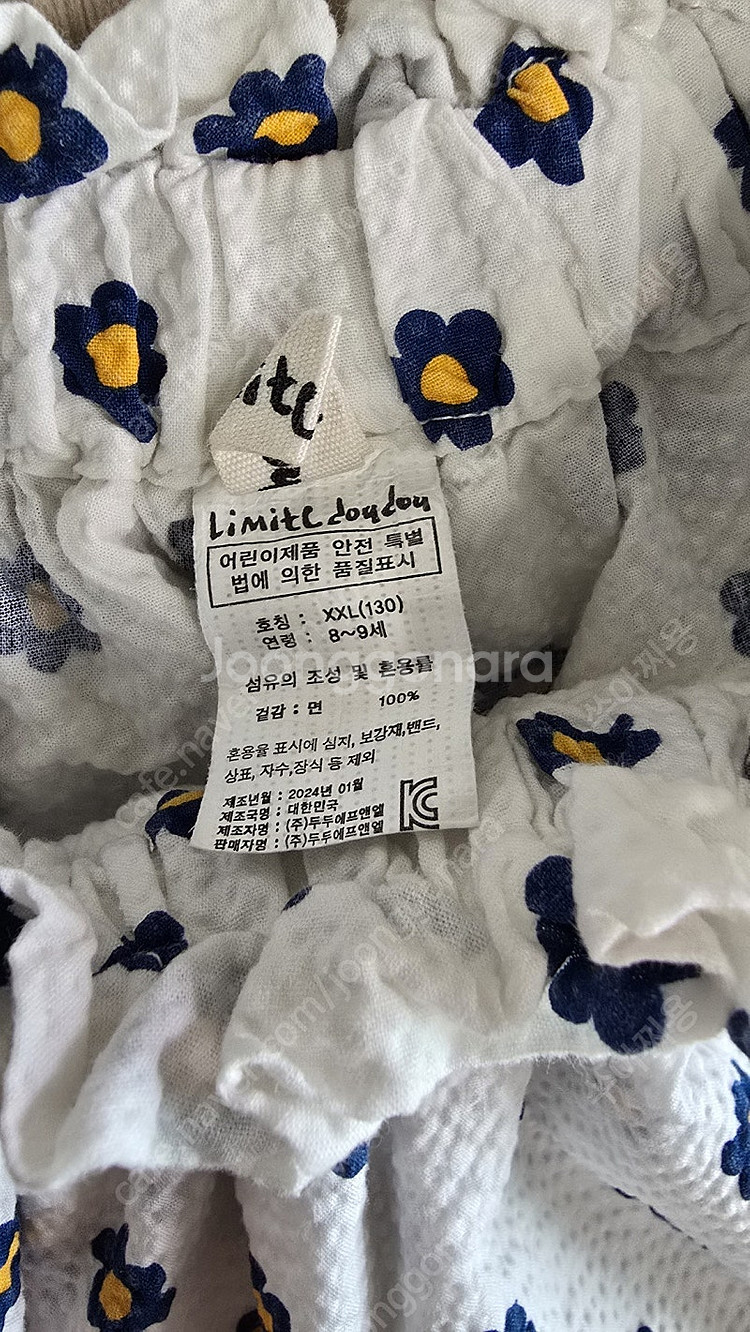 ite
Limite doudou
어린이제품 안전 특별
법에 의한 품질표시
호칭 : XXL(130)
연령 : 8~9세
Joonggonara
섬유의 조성 및 혼용률
겉감 : 면 100%
혼용율 표시에 심지, 보강재,밴드,
상표, 자수,장식 등 제외
제조년월 : 2024년 01월
제조국명 : 대한민국
제조자명 : (주)두두에프앤엘
판매자명 : (주)두두에프앤엘